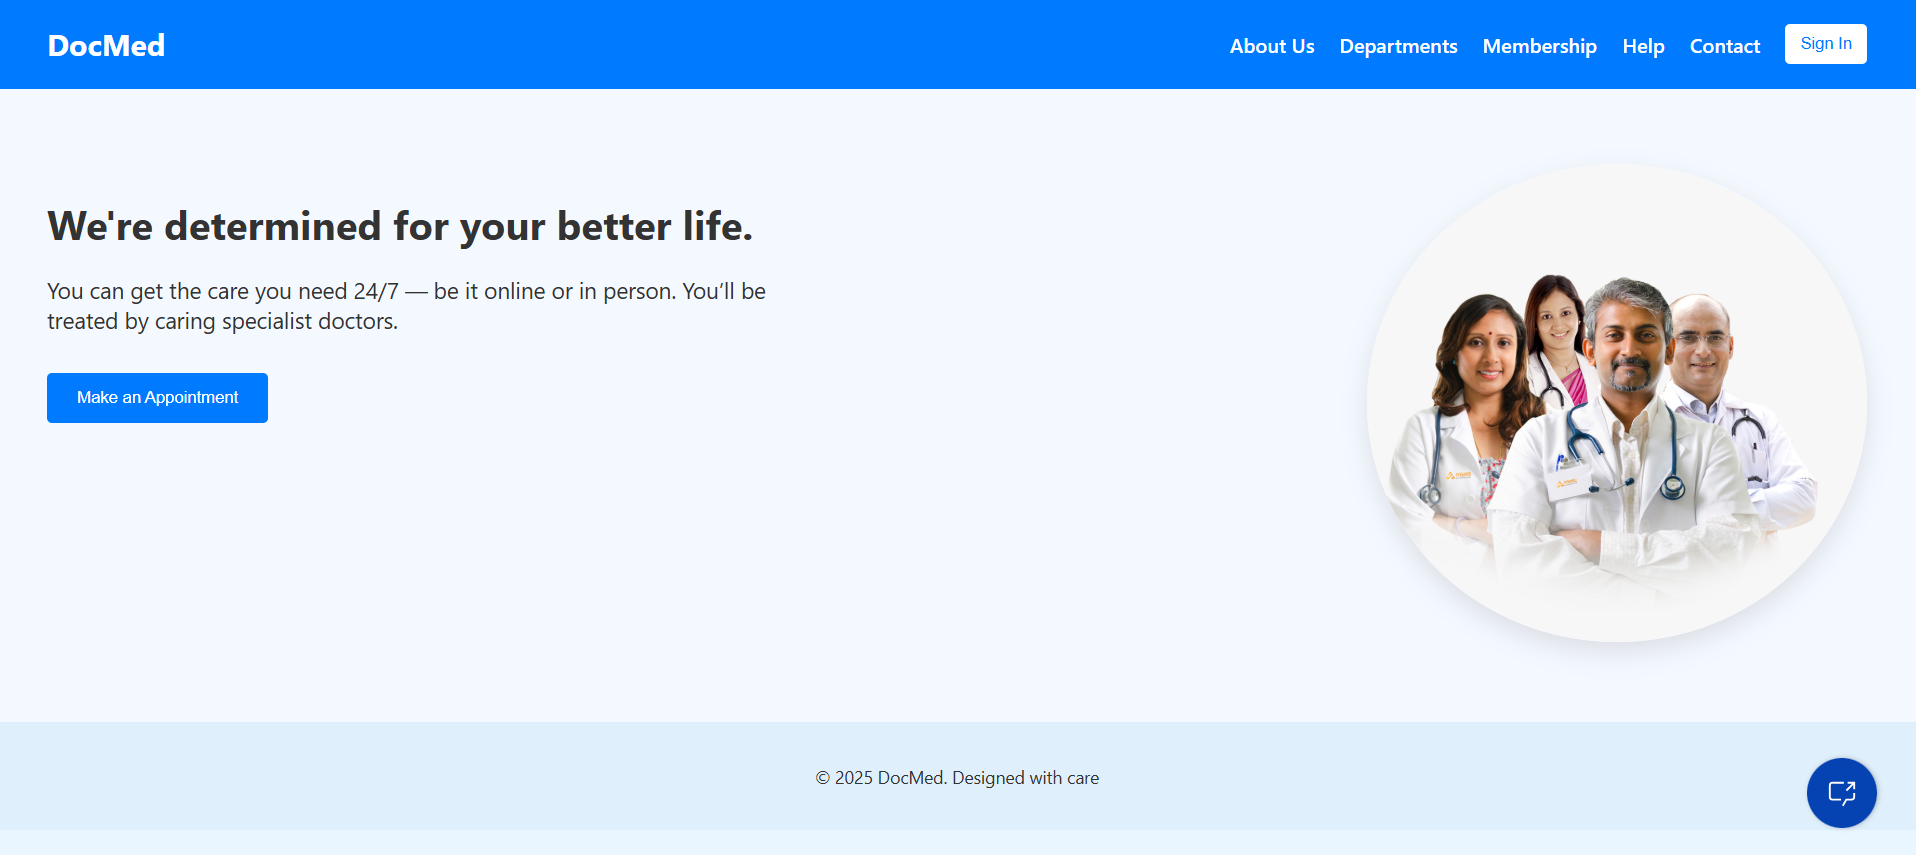 DocMed
About Us
Departments
Membership
Help
Contact
Sign In
We're determined for your better life.
You can get the care you need 24/7 — be it online or in person. You’ll be
treated by caring specialist doctors.
Make an Appointment
© 2025 DocMed. Designed with care